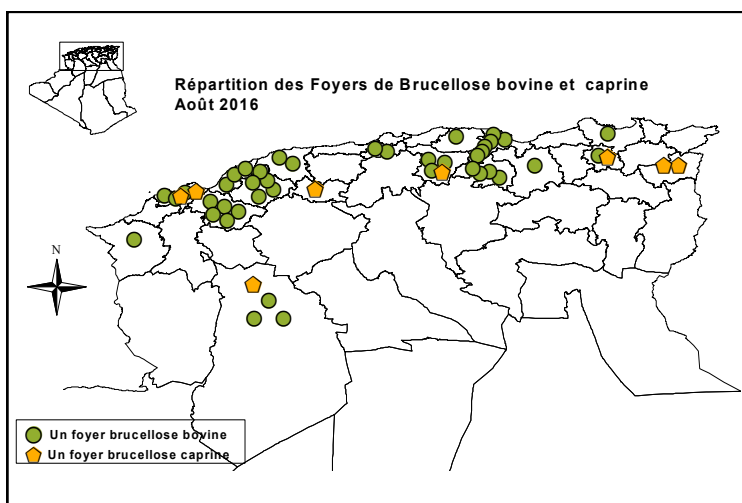 Répartition des Foyers de Brucellose bovine et caprine
Août 2016
N
Un foyer brucellose bovine
Un foyer brucellose caprine